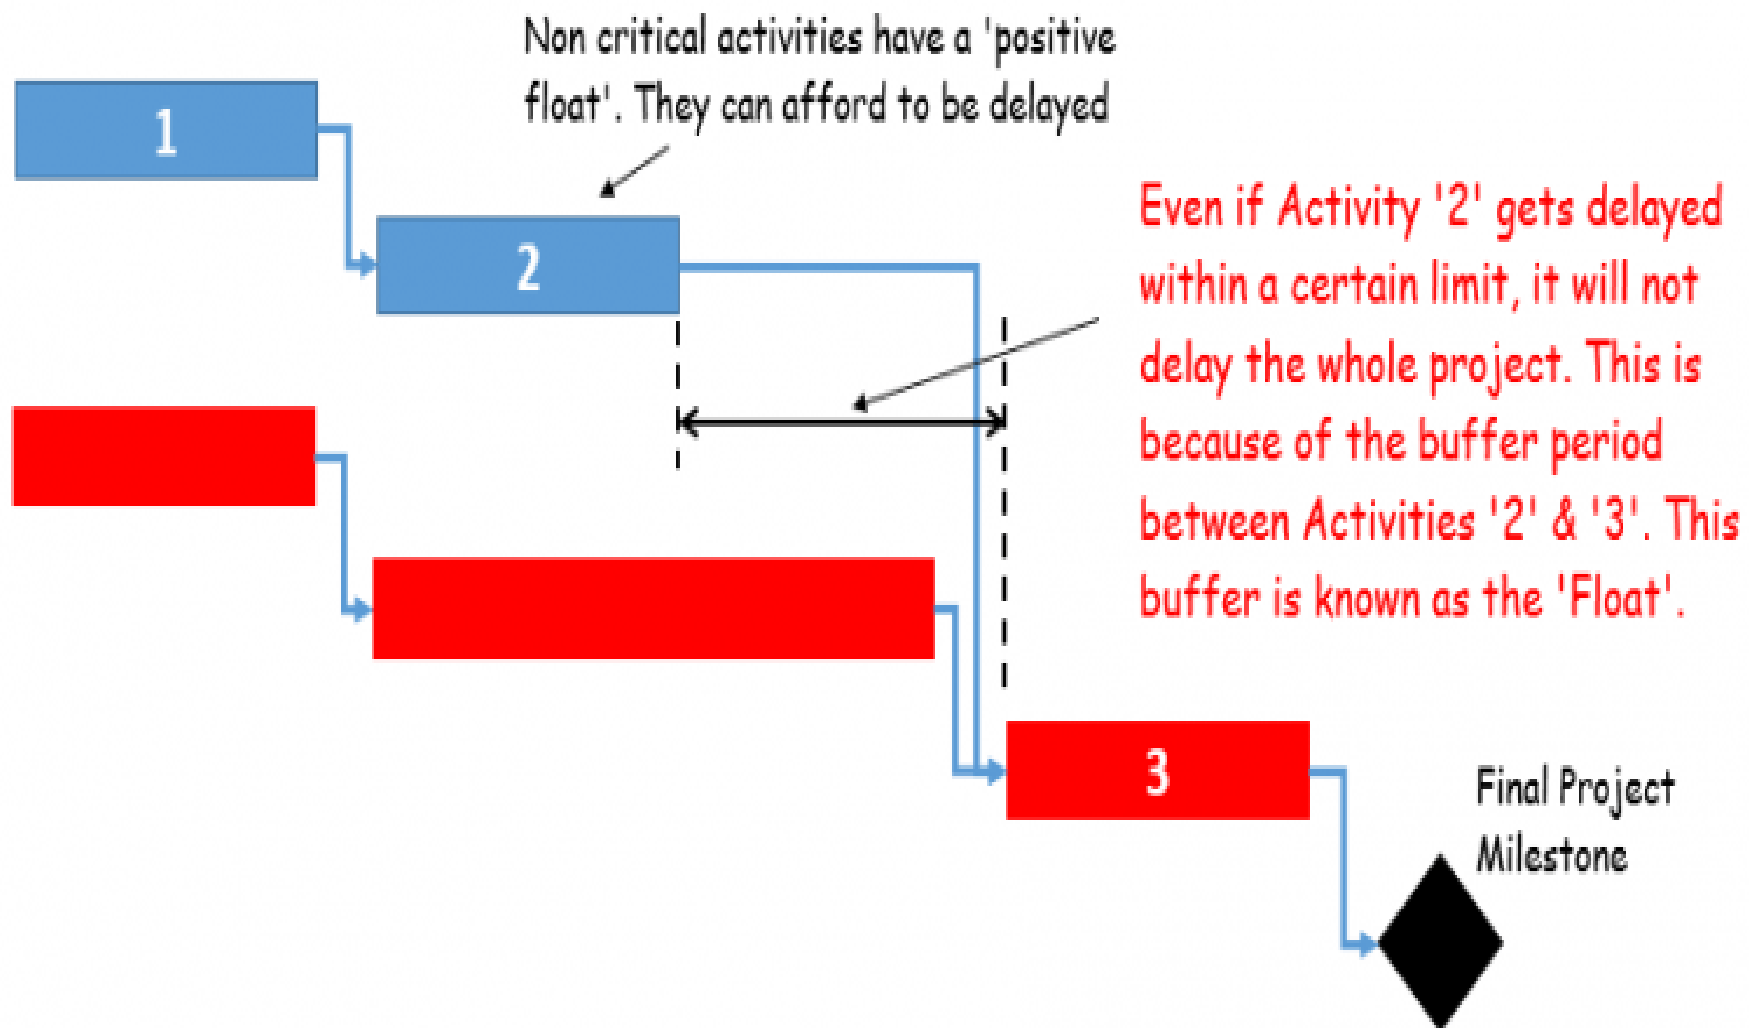 Non critical activities have a 'positive
float'. They can afford to be delayed
1
2
Even if Activity '2' gets delayed
within a certain limit, it will not
delay the whole project. This is
because of the buffer period
between Activities '2' & '3'. This
buffer is known as the 'Float'.
3
Final Project
Milestone